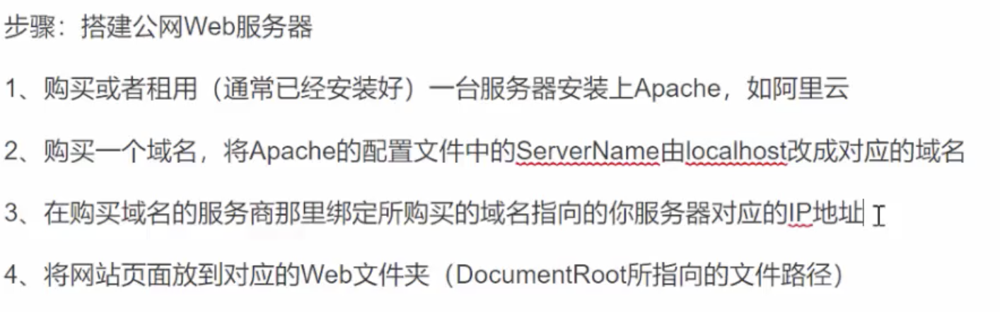 步骤：搭建公网Web服务器
1、购买或者租用（通常已经安装好）一台服务器安装上Apache，如阿里云
2、购买一个域名，将Apache的配置文件中的ServerName由localhost改成对应的域名
3、在购买域名的服务商那里绑定所购买的域名指向的你服务器对应的IP地址
4、将网站页面放到对应的Web文件夹（DocumentRoot所指向的文件路径）